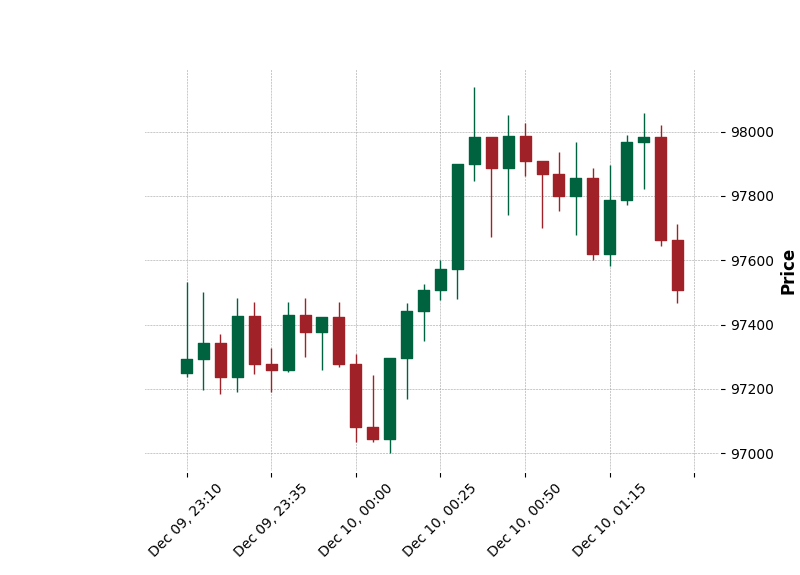 98000
97800
97600
97400
97200
97000
Price
Dec 09, 23:10
Dec 09, 23:35
Dec 10, 00:00
Dec 10, 00:25
Dec 10, 00:50
Dec 10, 01:15